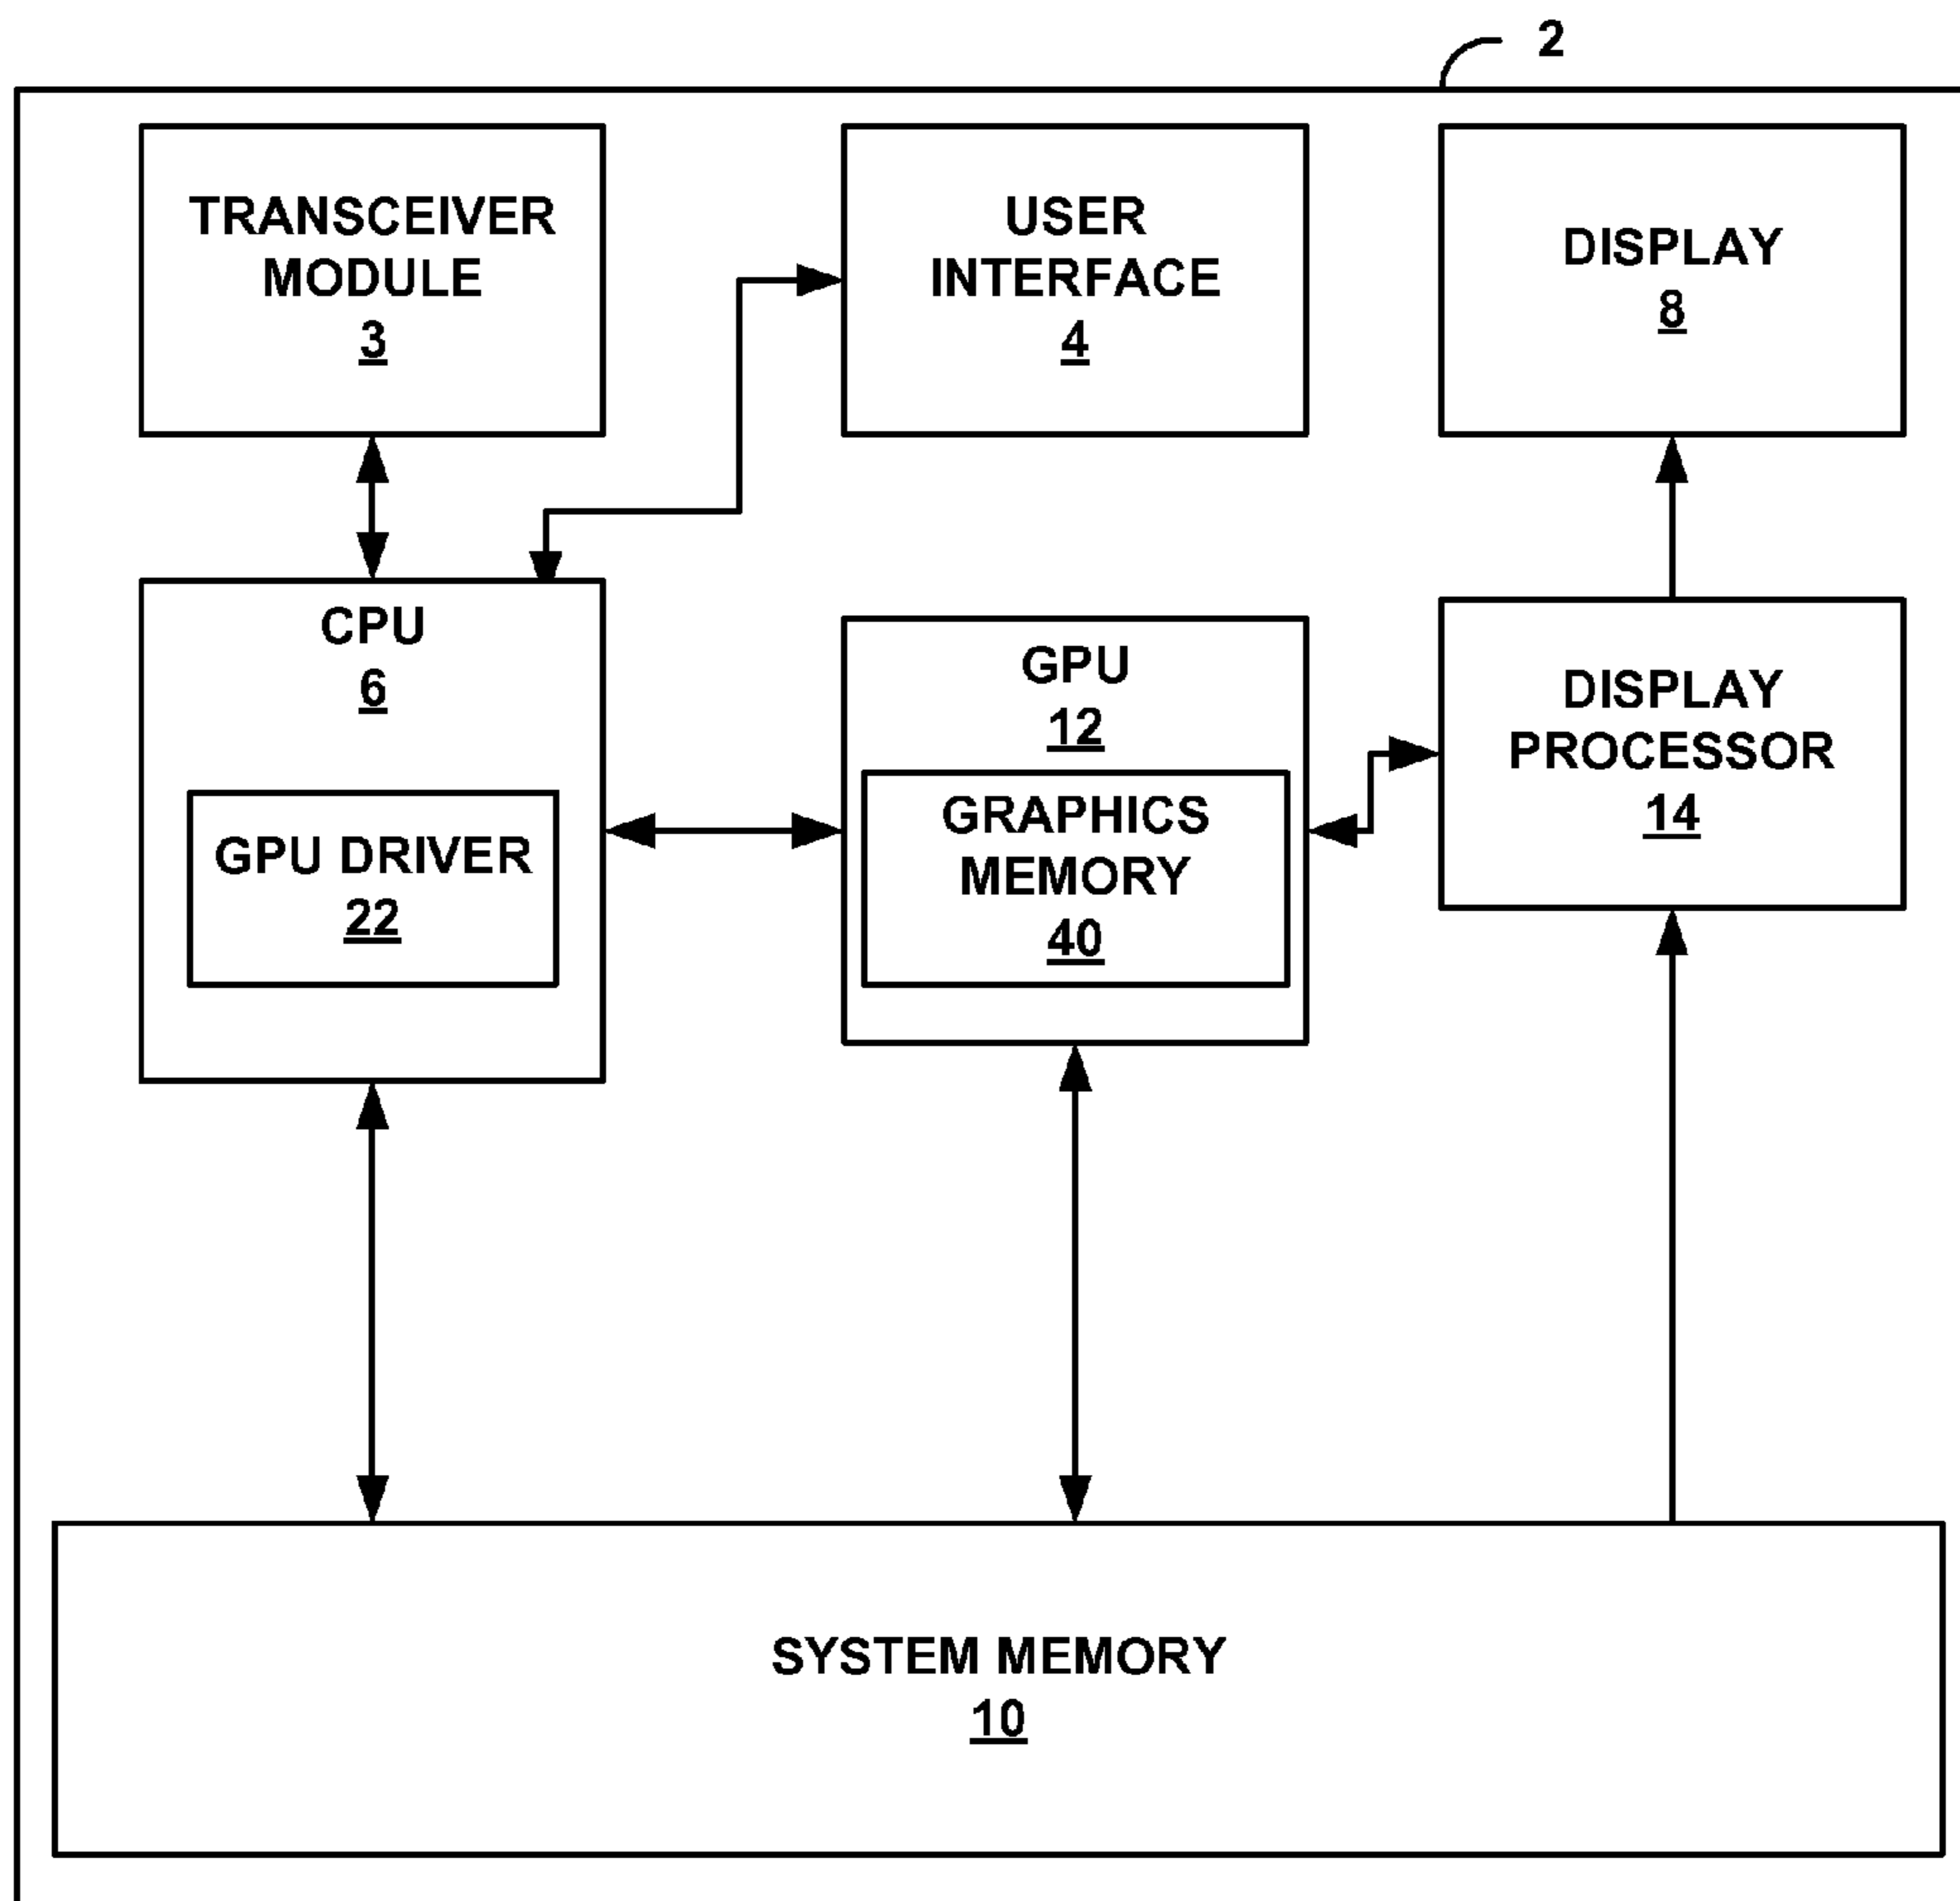 2
TRANSCEIVER
MODULE
3
USER
INTERFACE
4
DISPLAY
8
CPU
6
GPU DRIVER
22
GPU
12
GRAPHICS
MEMORY
40
DISPLAY
PROCESSOR
14
SYSTEM MEMORY
10